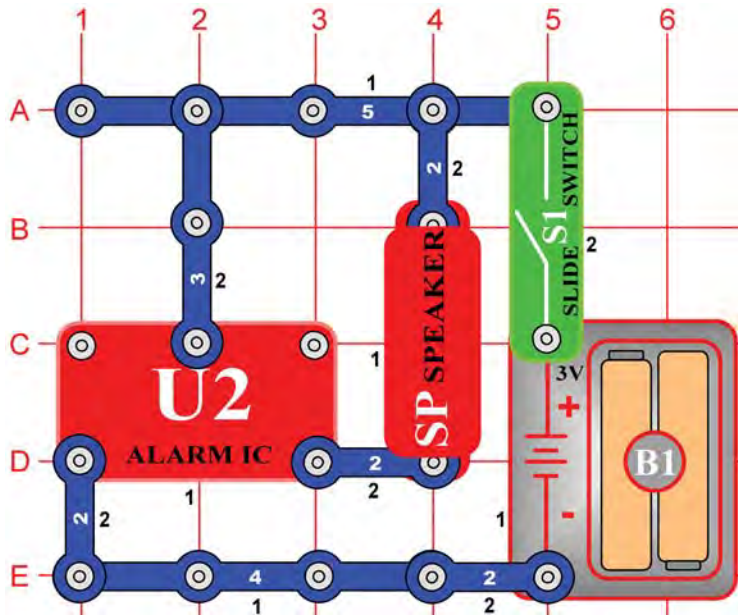 1 2 3 4 5 6
1
A 5
2 2
S1 SLIDE SWITCH 2
B
3 2
SP SPEAKER
1
C
U2
ALARM IC
3V
+
B1
-
D 2
2
1
1
2 2
E 4 2
1 2